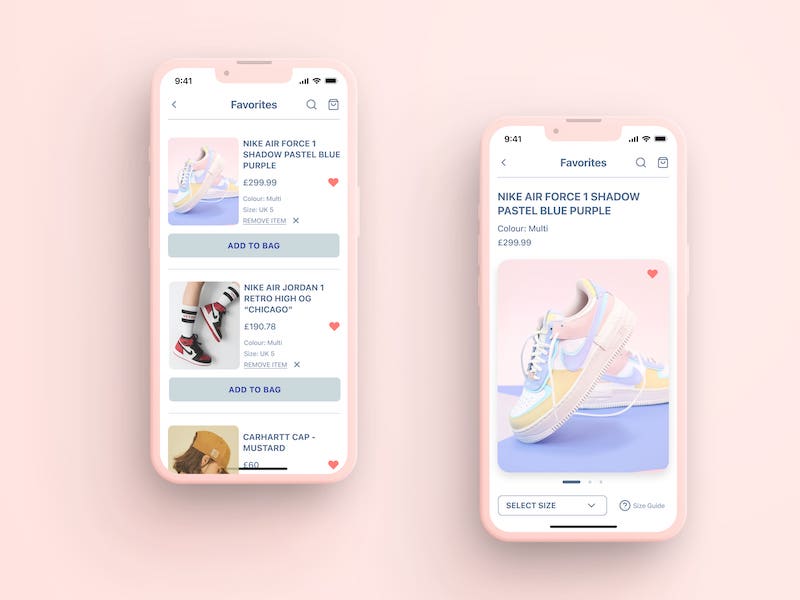 9:41
Favorites
NIKE AIR FORCE 1
SHADOW PASTEL BLUE
PURPLE
£299.99
Colour: Multi
Size: UK 5
REMOVE ITEM
ADD TO BAG
NIKE AIR JORDAN 1
RETRO HIGH OG
"CHICAGO"
£190.78
Colour: Multi
Size: UK 5
REMOVE ITEM
ADD TO BAG
CARHARTT CAP -
MUSTARD
£60
9:41
Favorites
NIKE AIR FORCE 1 SHADOW
PASTEL BLUE PURPLE
Colour: Multi
£299.99
SELECT SIZE
? Size Guide